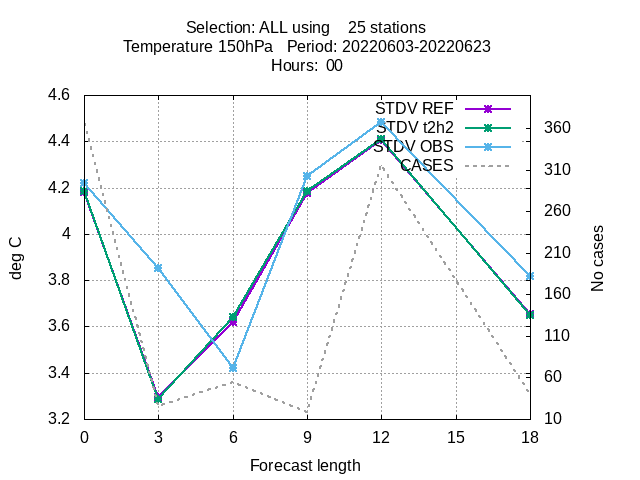 Selection: ALL using    25 stations
Temperature 150hPa   Period: 20220603-20220623
Hours:  00
4.6
4.4
4.2
4
3.8
3.6
3.4
3.2
deg C
STDV REF
STDV t2h2
STDV OBS
CASES
360
310
260
210
160
110
60
10
No cases
0 3 6 9 12 15 18
Forecast length